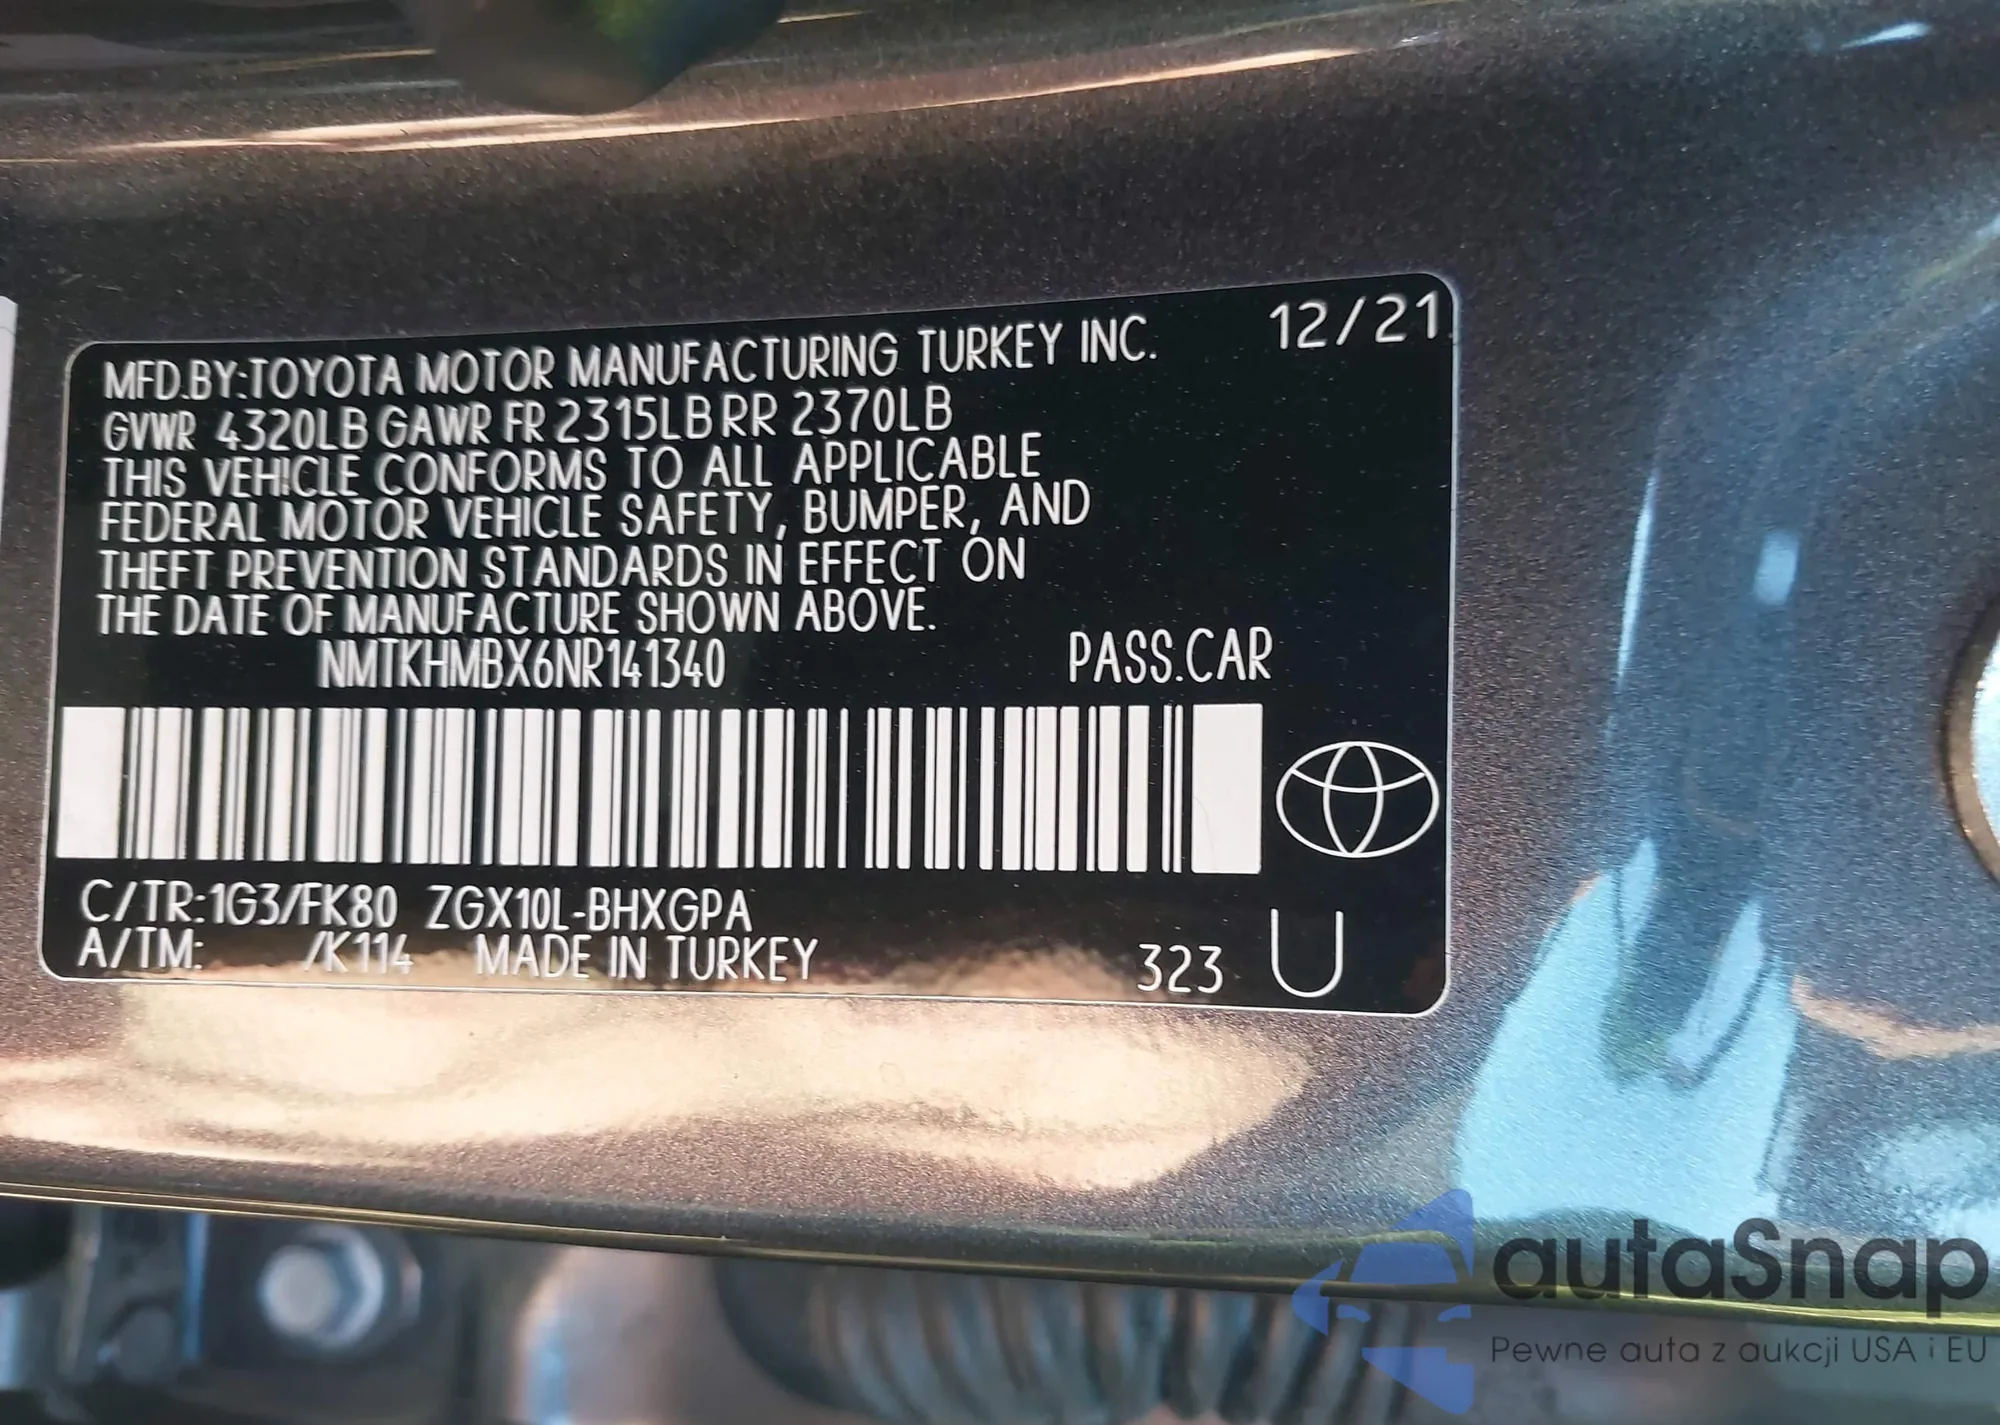 12/21
MFD.BY:TOYOTA MOTOR MANUFACTURING TURKEY INC.
GVWR 4320LB GAWR FR 2315LB RR 2370LB
THIS VEHICLE CONFORMS TO ALL APPLICABLE
FEDERAL MOTOR VEHICLE SAFETY, BUMPER, AND
THEFT PREVENTION STANDARDS IN EFFECT ON
THE DATE OF MANUFACTURE SHOWN ABOVE.
NMTKHMBX6NR141340 PASS.CAR
C/TR:1G3/FK80 ZGX10L-BHXGPA
A/TM: /K114 MADE IN TURKEY 323 U
autaSnap
Pewne auta z aukcji USA i EU